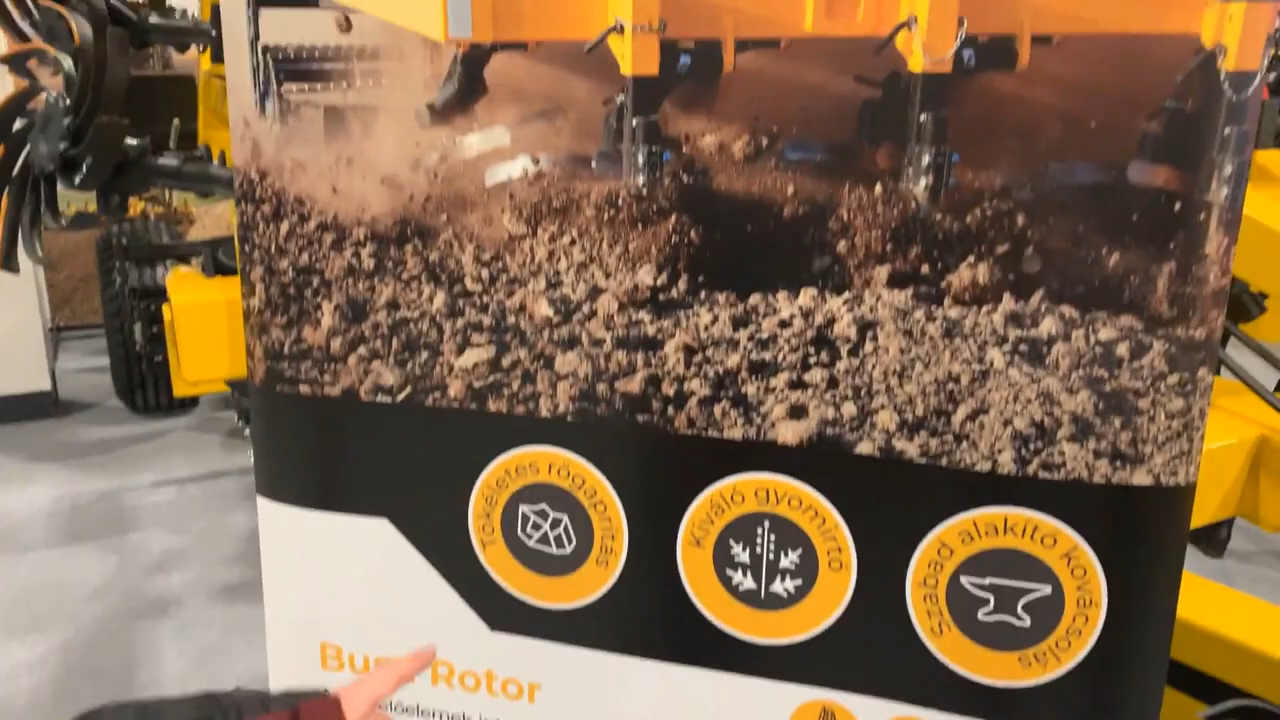 Tökéletes rögaprítás
Kiváló gyomirtó
Szabad alakító kovácsolás
Rotor